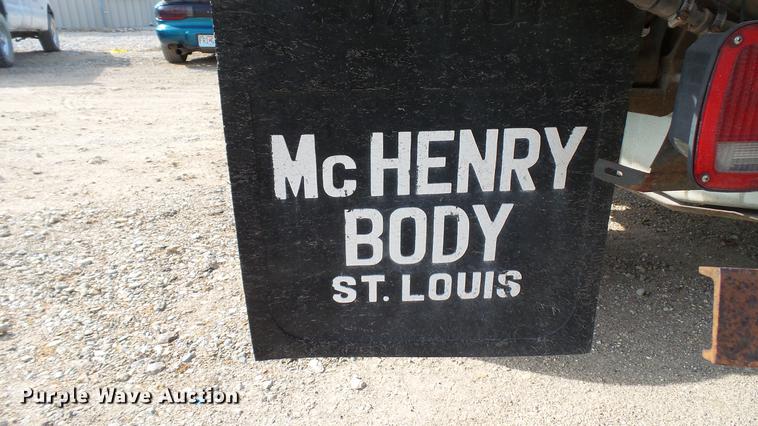 McHENRY
BODY
ST. LOUIS
Purple Wave Auction